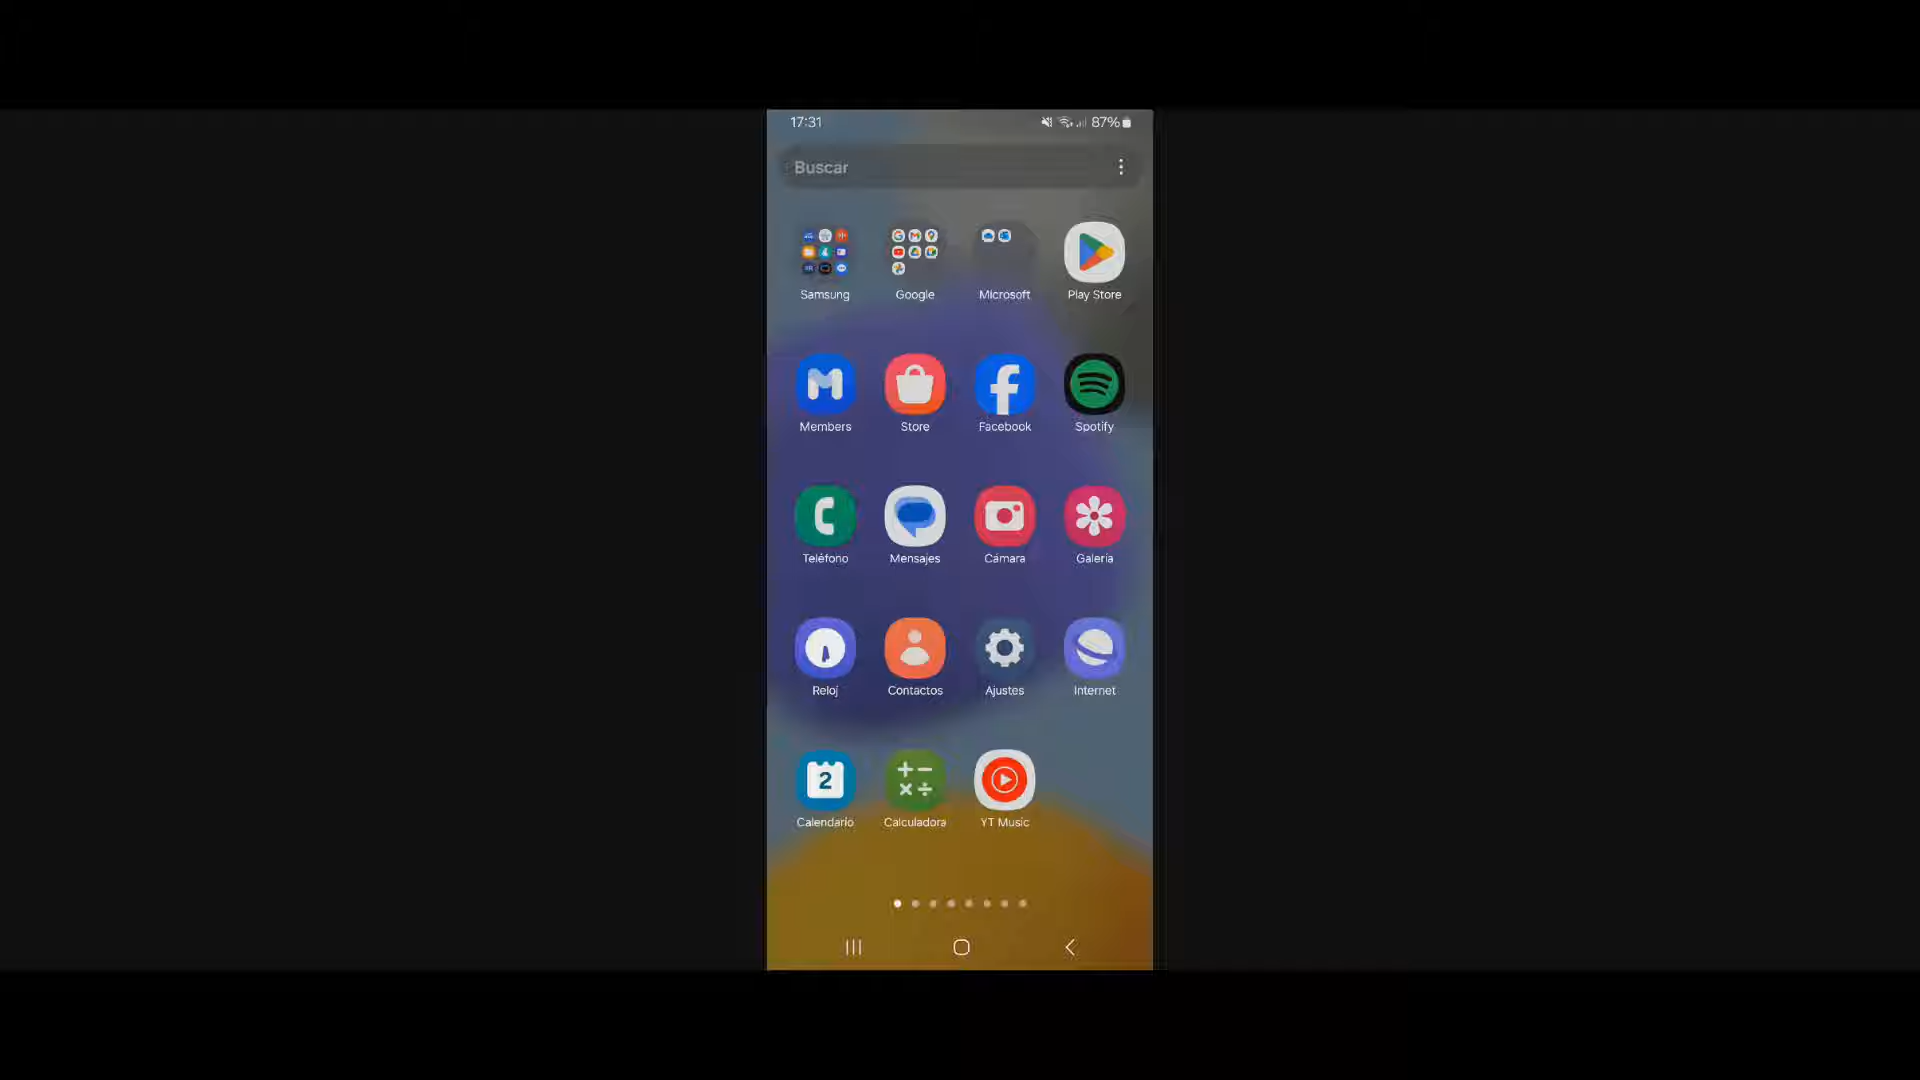 17:31
87%
Buscar
Samsung
Google
Microsoft
Play Store
Members
Store
Facebook
Spotify
Teléfono
Mensajes
Cámara
Galería
Reloj
Contactos
Ajustes
Internet
2
Calendario
Calculadora
YT Music